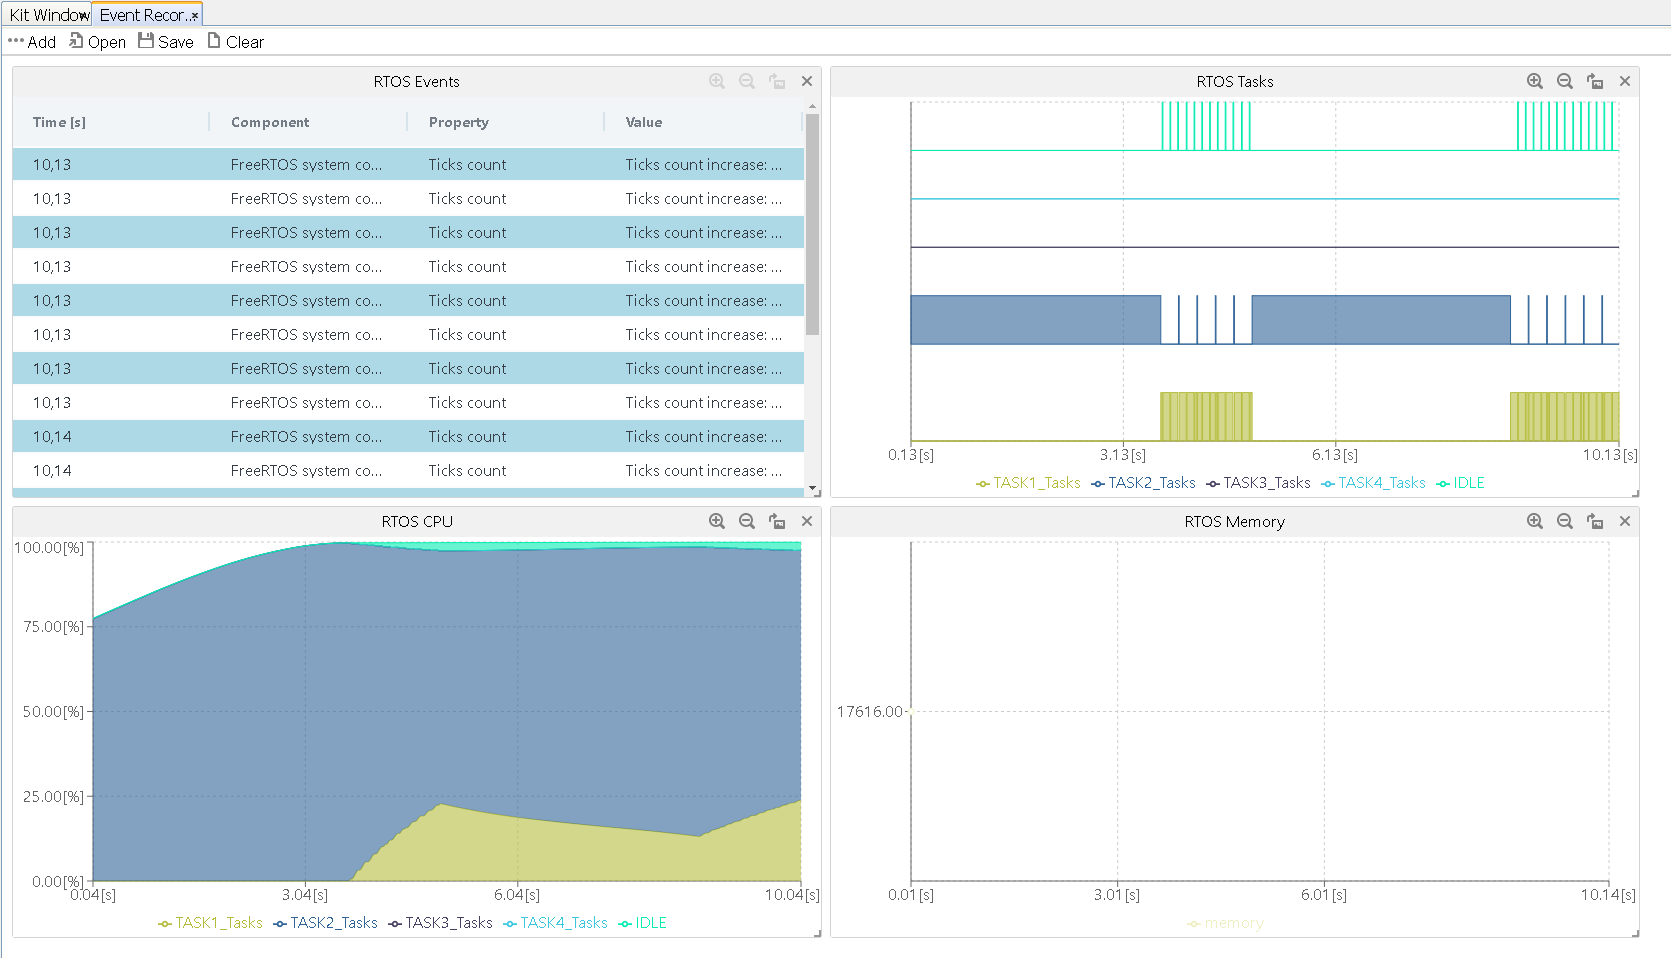 Kit Window Event Recor...
Add Open Save Clear
RTOS Events
Time [s] Component Property Value
10,13 FreeRTOS system co... Ticks count Ticks count increase: ...
10,13 FreeRTOS system co... Ticks count Ticks count increase: ...
10,13 FreeRTOS system co... Ticks count Ticks count increase: ...
10,13 FreeRTOS system co... Ticks count Ticks count increase: ...
10,13 FreeRTOS system co... Ticks count Ticks count increase: ...
10,13 FreeRTOS system co... Ticks count Ticks count increase: ...
10,13 FreeRTOS system co... Ticks count Ticks count increase: ...
10,13 FreeRTOS system co... Ticks count Ticks count increase: ...
10,14 FreeRTOS system co... Ticks count Ticks count increase: ...
10,14 FreeRTOS system co... Ticks count Ticks count increase: ...
RTOS Tasks
0.13[s] 3.13[s] 6.13[s] 10.13[s]
TASK1_Tasks TASK2_Tasks TASK3_Tasks TASK4_Tasks IDLE
RTOS CPU
100.00[%]
75.00[%]
50.00[%]
25.00[%]
0.00[%]
0.04[s] 3.04[s] 6.04[s] 10.04[s]
TASK1_Tasks TASK2_Tasks TASK3_Tasks TASK4_Tasks IDLE
RTOS Memory
17616.00
0.01[s] 3.01[s] 6.01[s] 10.14[s]
memory